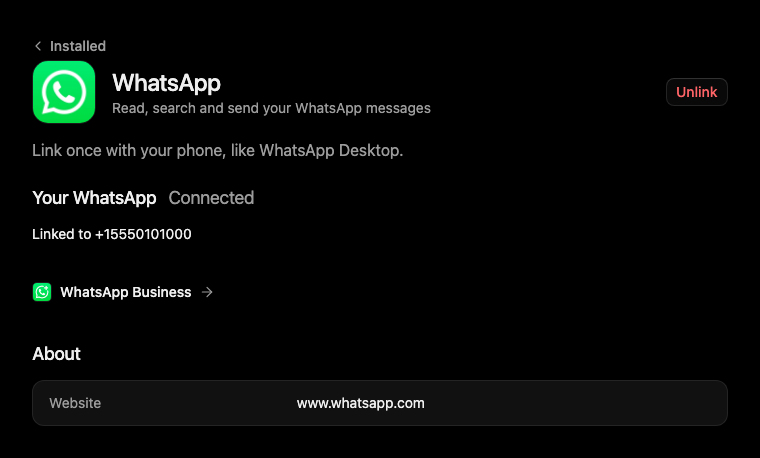 Installed
WhatsApp
Unlink
Read, search and send your WhatsApp messages
Link once with your phone, like WhatsApp Desktop.
Your WhatsApp Connected
Linked to +15550101000
WhatsApp Business
About
Website www.whatsapp.com